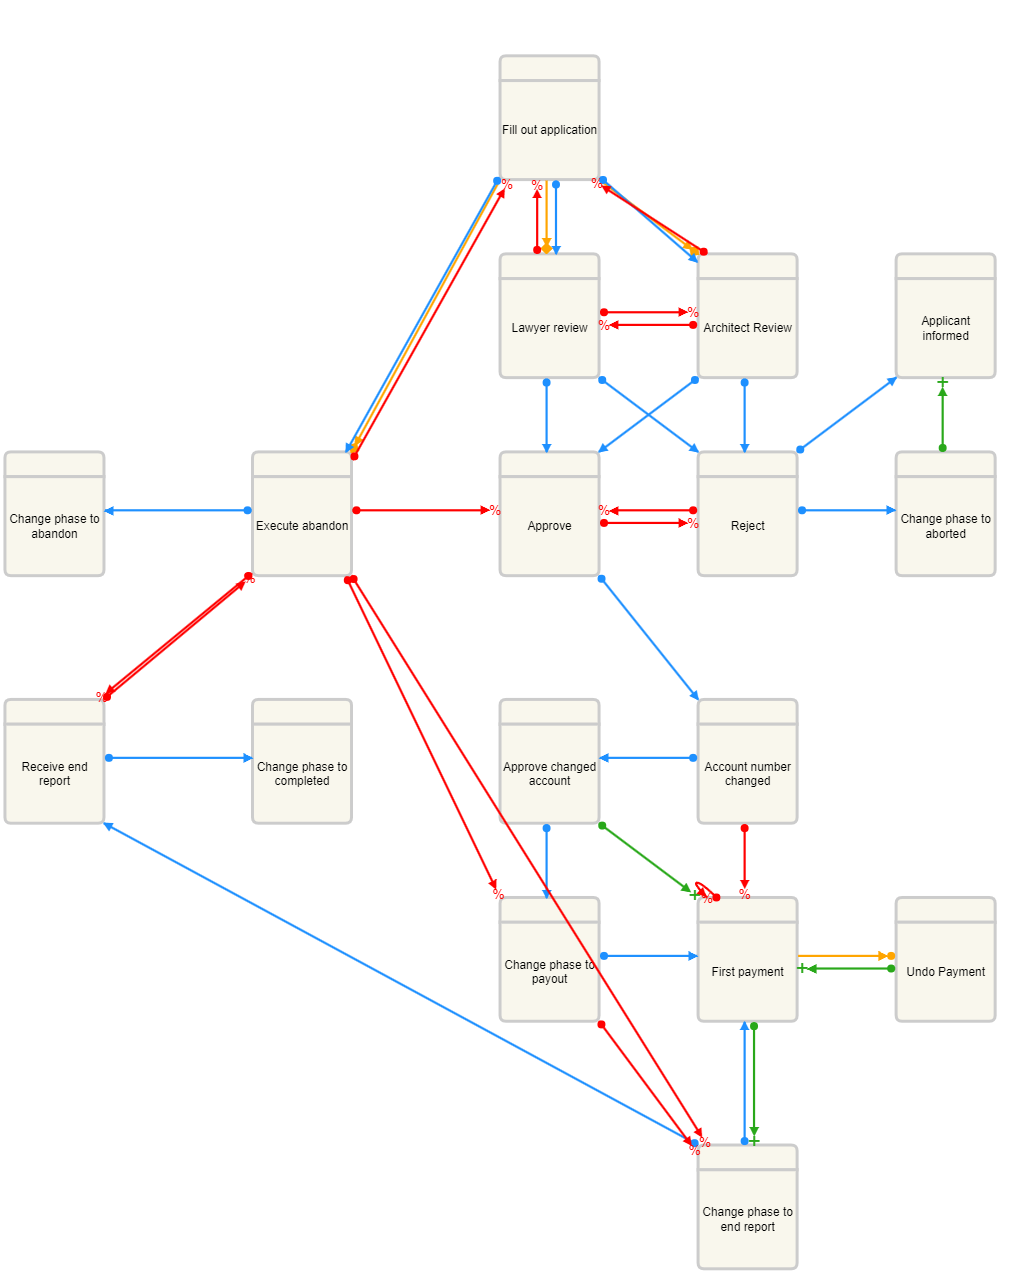 Fill out application
%
%
%
Lawyer review
%
%
Architect Review
Applicant
informed
+
Change phase to
abandon
Execute abandon
%
Approve
%
%
Reject
Change phase to
aborted
%
%
Receive end
report
Change phase to
completed
Approve changed
account
Account number
changed
%
+
%
%
Change phase to
payout
First payment
+
Undo Payment
%
%
+
Change phase to
end report